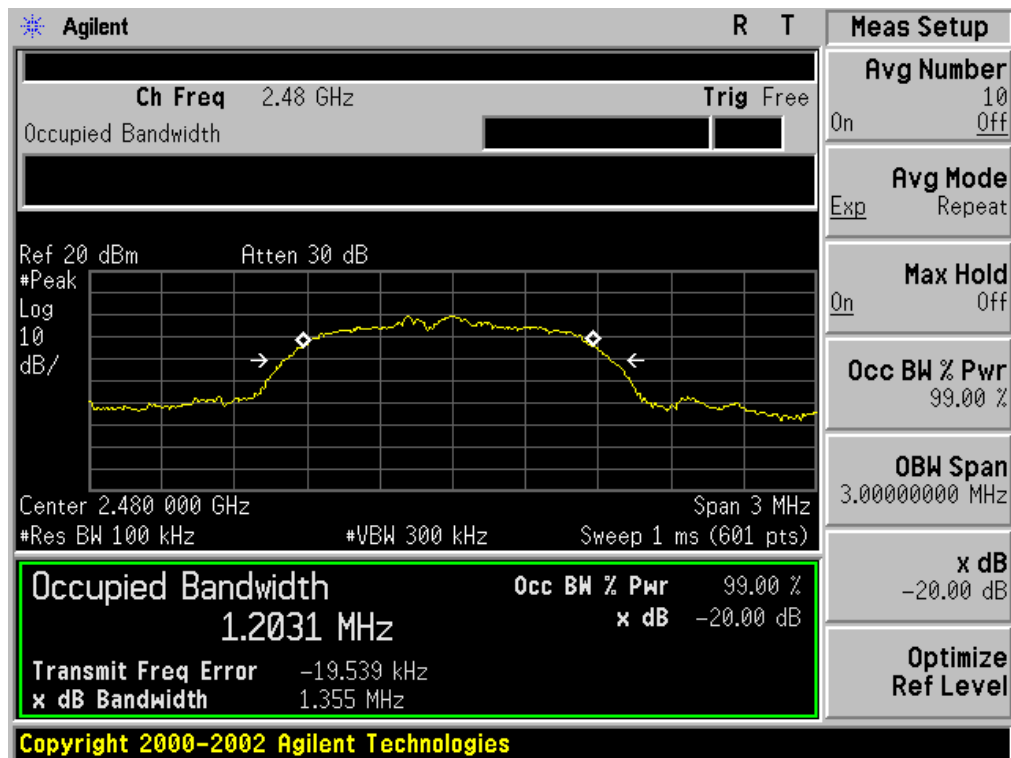 Agilent R T
Meas Setup
Ch Freq 2.48 GHz Trig Free
Occupied Bandwidth
Ref 20 dBm Atten 30 dB
#Peak
Log
10
dB/
Center 2.480 000 GHz Span 3 MHz
#Res BW 100 kHz #VBW 300 kHz Sweep 1 ms (601 pts)
Occupied Bandwidth Occ BW % Pwr 99.00 %
1.2031 MHz x dB -20.00 dB
Transmit Freq Error -19.539 kHz
x dB Bandwidth 1.355 MHz
Avg Number
10
On Off
Avg Mode
Exp Repeat
Max Hold
On Off
Occ BW % Pwr
99.00 %
OBW Span
3.00000000 MHz
x dB
-20.00 dB
Optimize
Ref Level
Copyright 2000-2002 Agilent Technologies